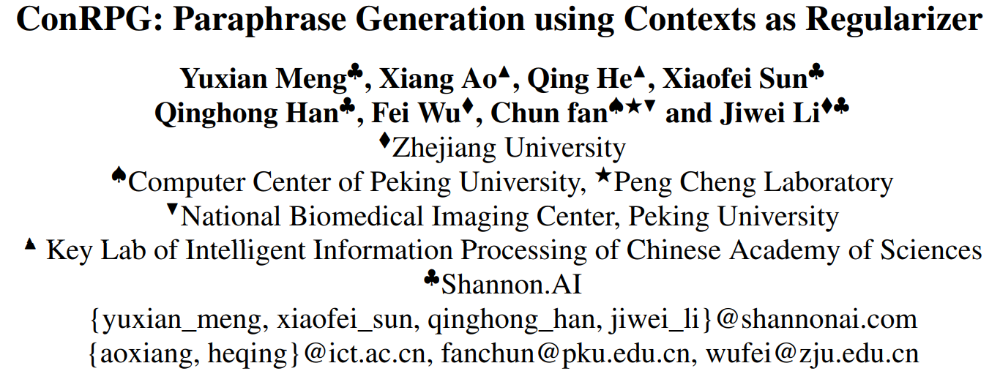 ConRPG: Paraphrase Generation using Contexts as Regularizer
Yuxian Meng♣, Xiang Ao▲, Qing He▲, Xiaofei Sun♣
Qinghong Han♣, Fei Wu♦, Chun fan♠★▼ and Jiwei Li♦♣
♦Zhejiang University
♠Computer Center of Peking University, ★Peng Cheng Laboratory
▼National Biomedical Imaging Center, Peking University
▲ Key Lab of Intelligent Information Processing of Chinese Academy of Sciences
♣Shannon.AI
{yuxian_meng, xiaofei_sun, qinghong_han, jiwei_li}@shannonai.com
{aoxiang, heqing}@ict.ac.cn, fanchun@pku.edu.cn, wufei@zju.edu.cn